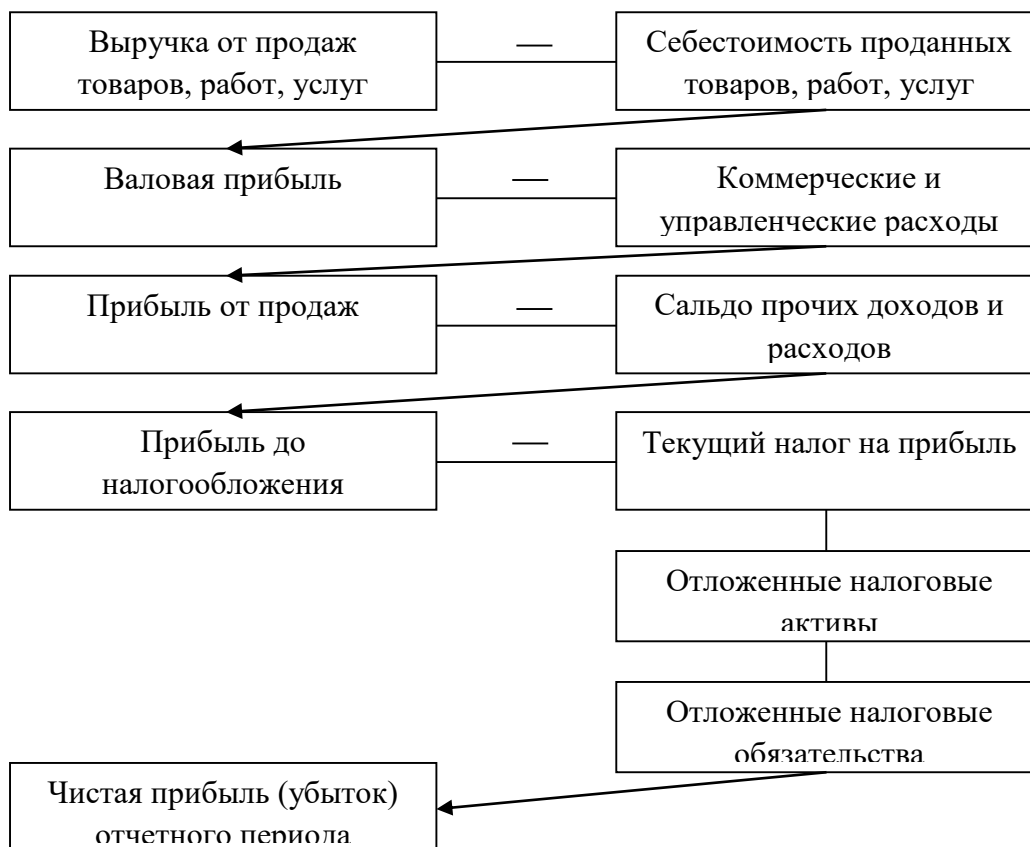 Выручка от продаж
товаров, работ, услуг
—
Себестоимость проданных
товаров, работ, услуг
Валовая прибыль
—
Коммерческие и
управленческие расходы
Прибыль от продаж
—
Сальдо прочих доходов и
расходов
Прибыль до
налогообложения
—
Текущий налог на прибыль
Отложенные налоговые
активы
Отложенные налоговые
обязательства
Чистая прибыль (убыток)
отчетного периода